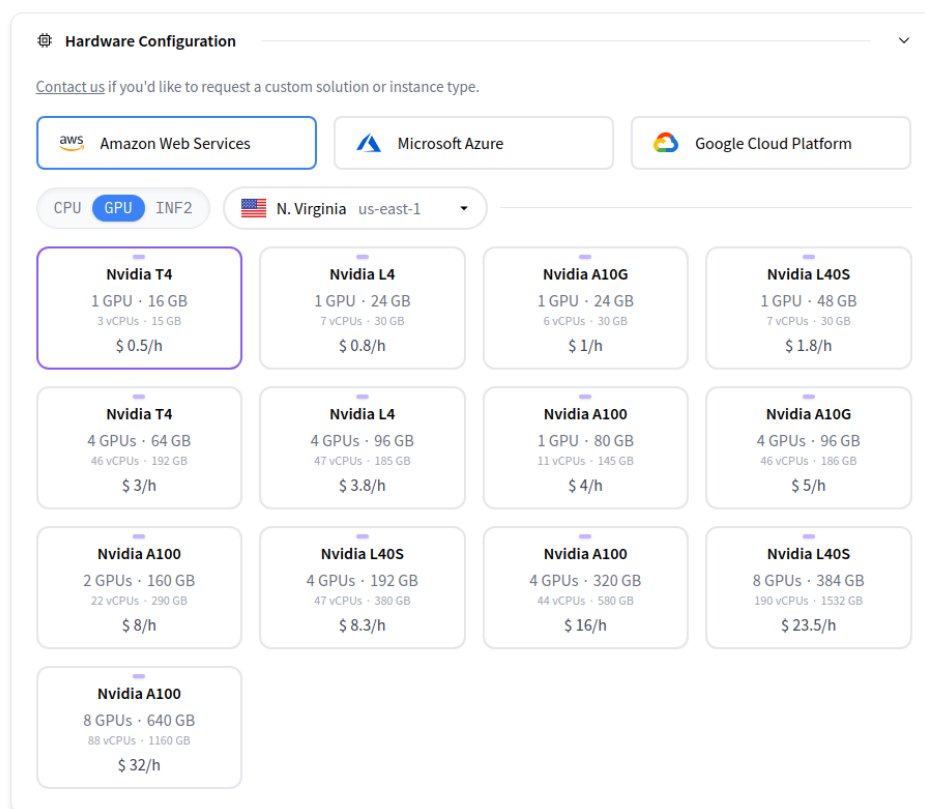 Hardware Configuration
Contact us if you'd like to request a custom solution or instance type.
aws Amazon Web Services
Microsoft Azure
Google Cloud Platform
CPU GPU INF2
N. Virginia us-east-1
Nvidia T4
1 GPU · 16 GB
3 vCPUs · 15 GB
$ 0.5/h
Nvidia L4
1 GPU · 24 GB
7 vCPUs · 30 GB
$ 0.8/h
Nvidia A10G
1 GPU · 24 GB
6 vCPUs · 30 GB
$ 1/h
Nvidia L40S
1 GPU · 48 GB
7 vCPUs · 30 GB
$ 1.8/h
Nvidia T4
4 GPUs · 64 GB
46 vCPUs · 192 GB
$ 3/h
Nvidia L4
4 GPUs · 96 GB
47 vCPUs · 185 GB
$ 3.8/h
Nvidia A100
1 GPU · 80 GB
11 vCPUs · 145 GB
$ 4/h
Nvidia A10G
4 GPUs · 96 GB
46 vCPUs · 186 GB
$ 5/h
Nvidia A100
2 GPUs · 160 GB
22 vCPUs · 290 GB
$ 8/h
Nvidia L40S
4 GPUs · 192 GB
47 vCPUs · 380 GB
$ 8.3/h
Nvidia A100
4 GPUs · 320 GB
44 vCPUs · 580 GB
$ 16/h
Nvidia L40S
8 GPUs · 384 GB
190 vCPUs · 1532 GB
$ 23.5/h
Nvidia A100
8 GPUs · 640 GB
88 vCPUs · 1160 GB
$ 32/h